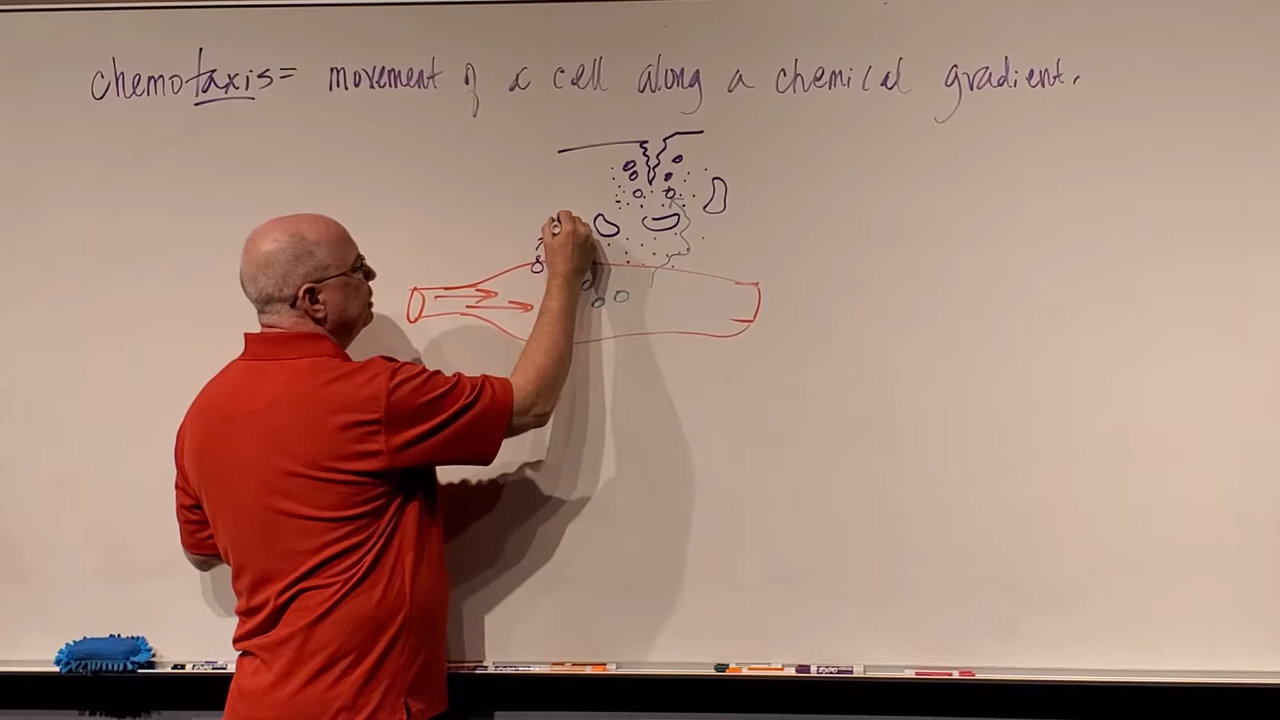 chemotaxis= movement of a cell along a chemical gradient.